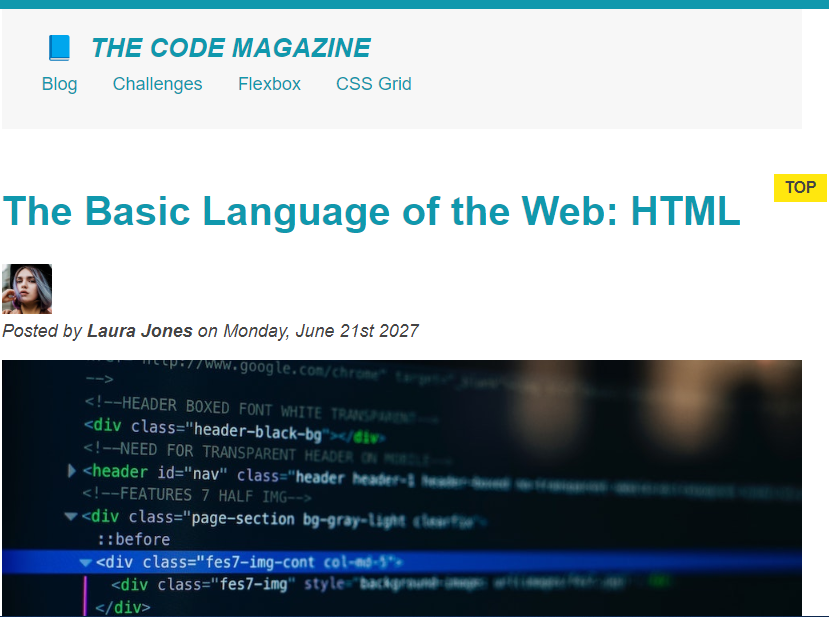 THE CODE MAGAZINE
Blog Challenges Flexbox CSS Grid
TOP
The Basic Language of the Web: HTML
Posted by Laura Jones on Monday, June 21st 2027
http://www.google.com/chrome"
-->
<!--HEADER BOXED FONT WHITE TRANSPARENT-->
<div class="header-black-bg"></div>
<!--NEED FOR TRANSPARENT HEADER ON MOBILE-->
<header id="nav" class="header header-1
<!--FEATURES 7 HALF IMG-->
<div class="page-section bg-gray-light clearfix">
::before
<div class="fes7-img-cont col-md-5">
<div class="fes7-img" style="background-image:
</div>